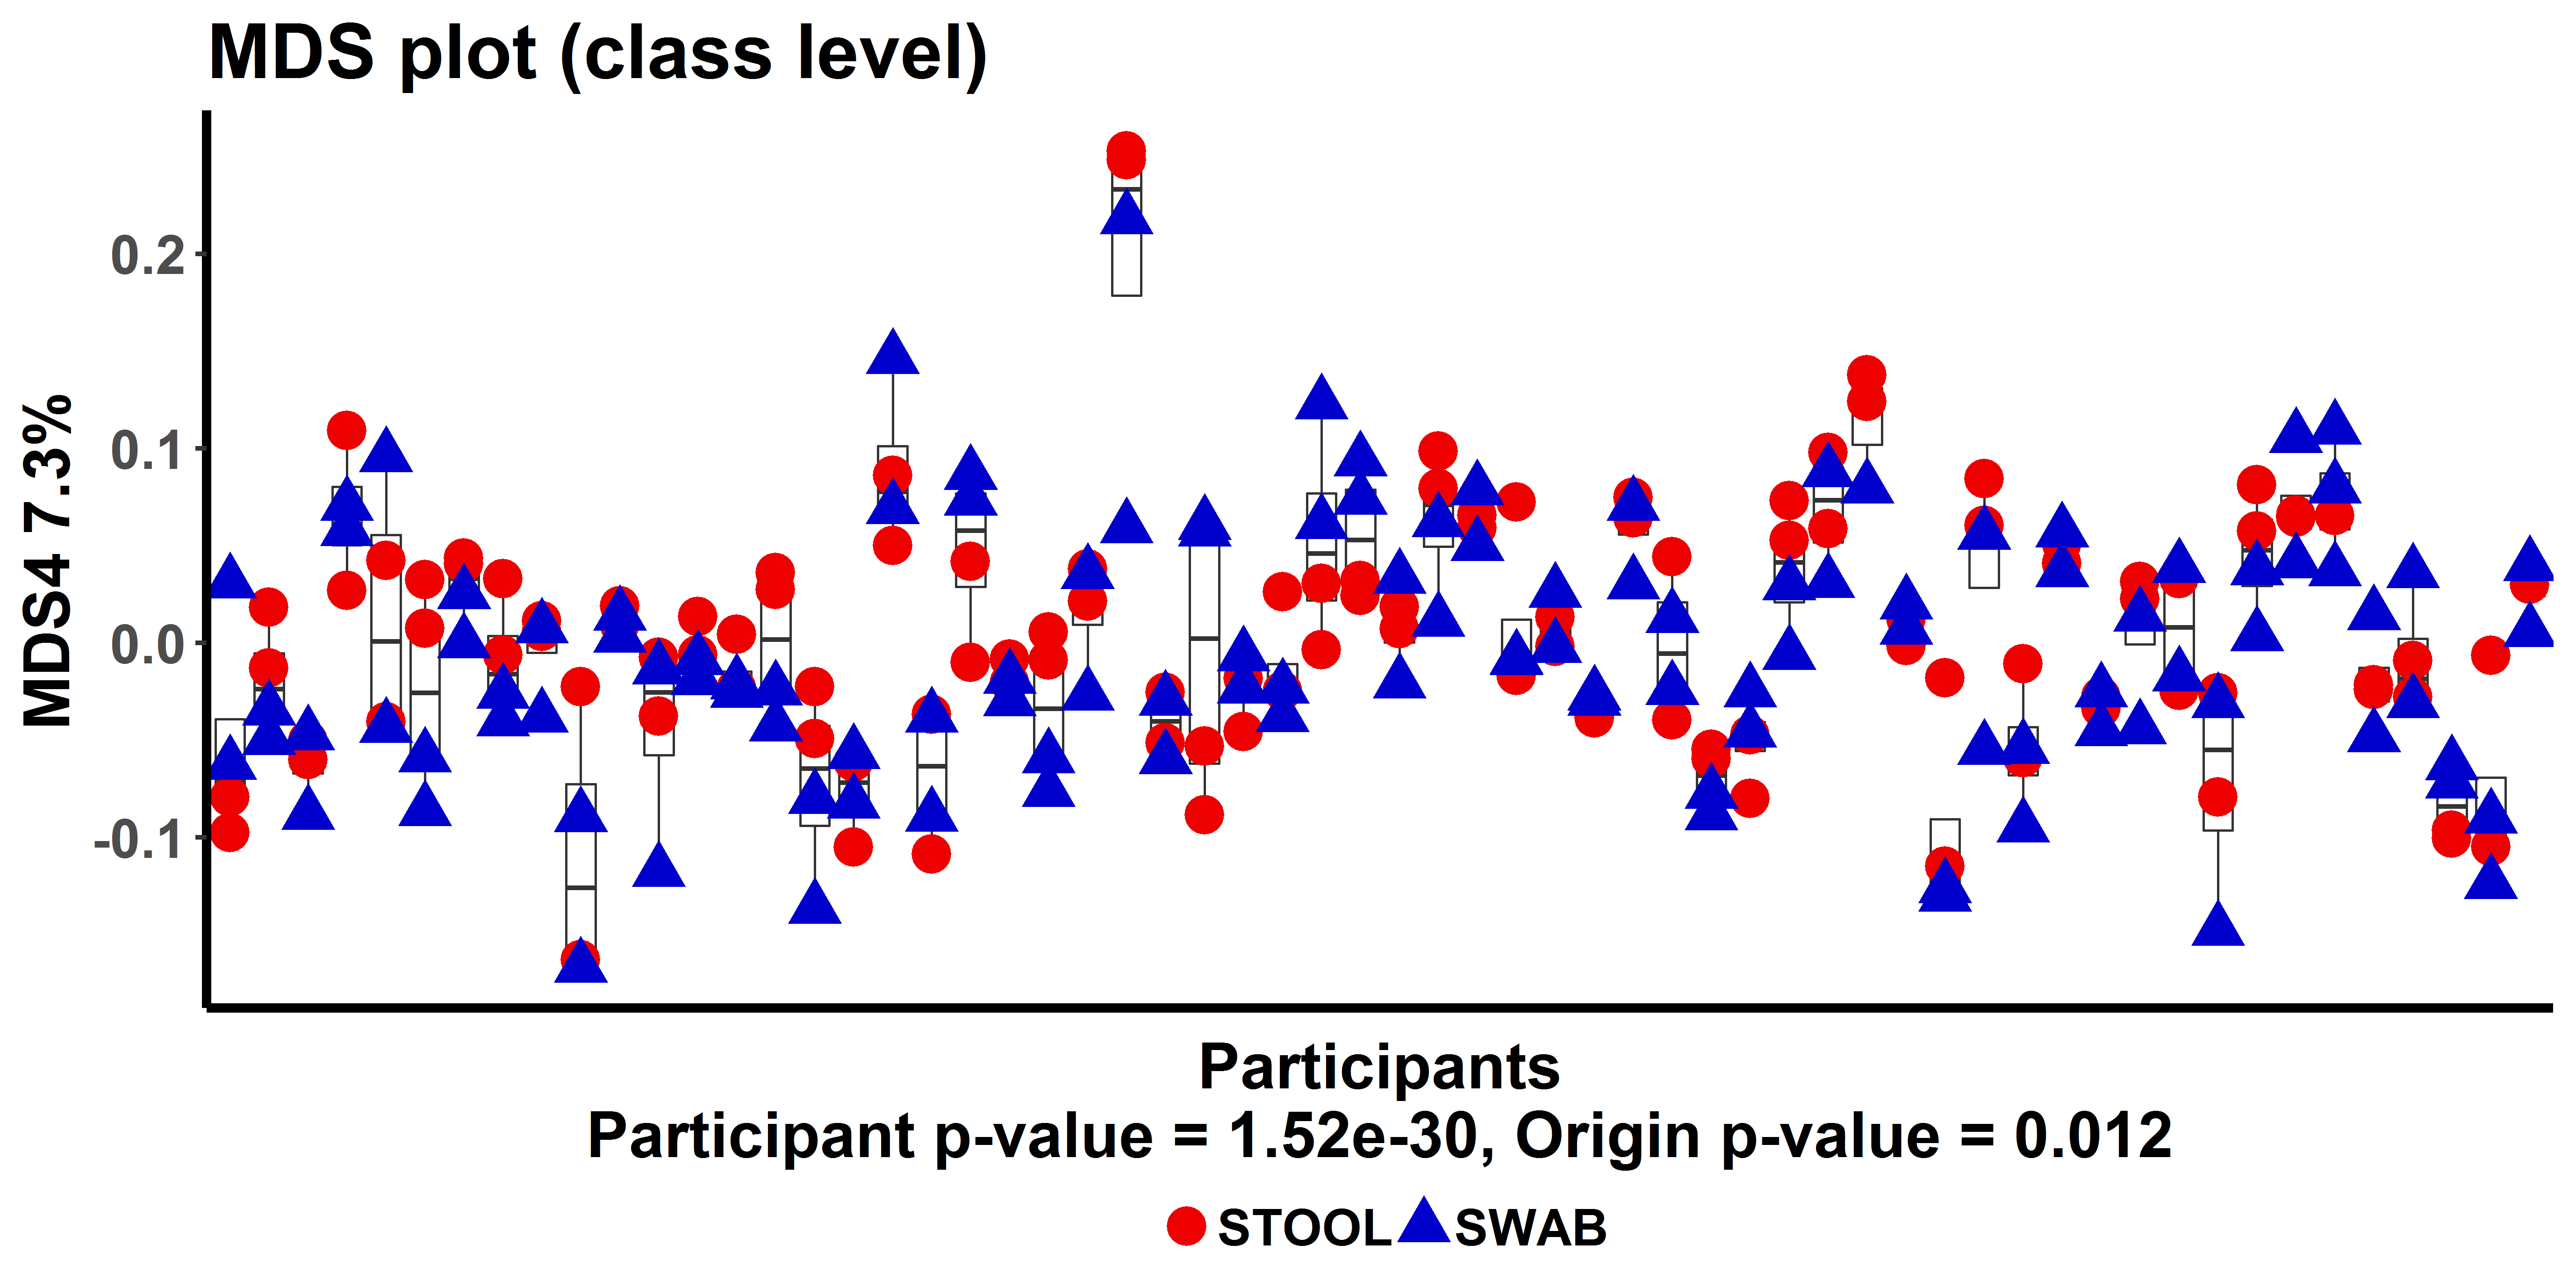 MDS plot (class level)
MDS4 7.3%
0.2
0.1
0.0
-0.1
Participants
Participant p-value = 1.52e-30, Origin p-value = 0.012
STOOL SWAB